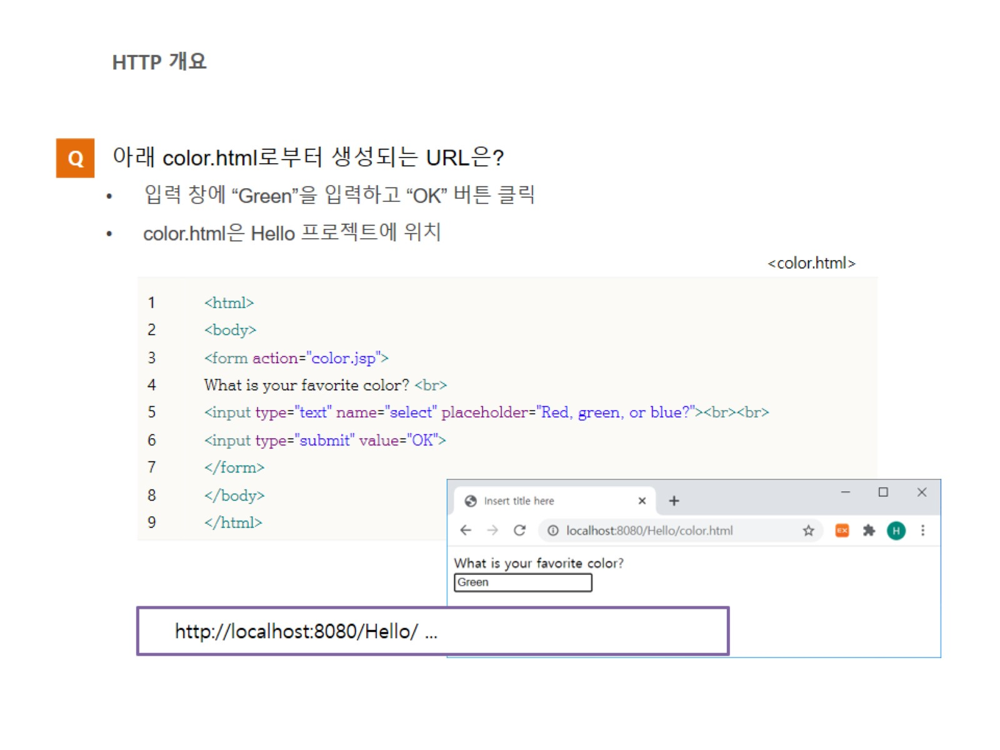 HTTP 개요
Q 아래 color.html로부터 생성되는 URL은?
• 입력 창에 “Green”을 입력하고 “OK” 버튼 클릭
• color.html은 Hello 프로젝트에 위치
<color.html>
1 <html>
2 <body>
3 <form action="color.jsp">
4 What is your favorite color? <br>
5 <input type="text" name="select" placeholder="Red, green, or blue?"><br><br>
6 <input type="submit" value="OK">
7 </form>
8 </body>
9 </html>
Insert title here
localhost:8080/Hello/color.html EX H
What is your favorite color?
Green
http://localhost:8080/Hello/ ...